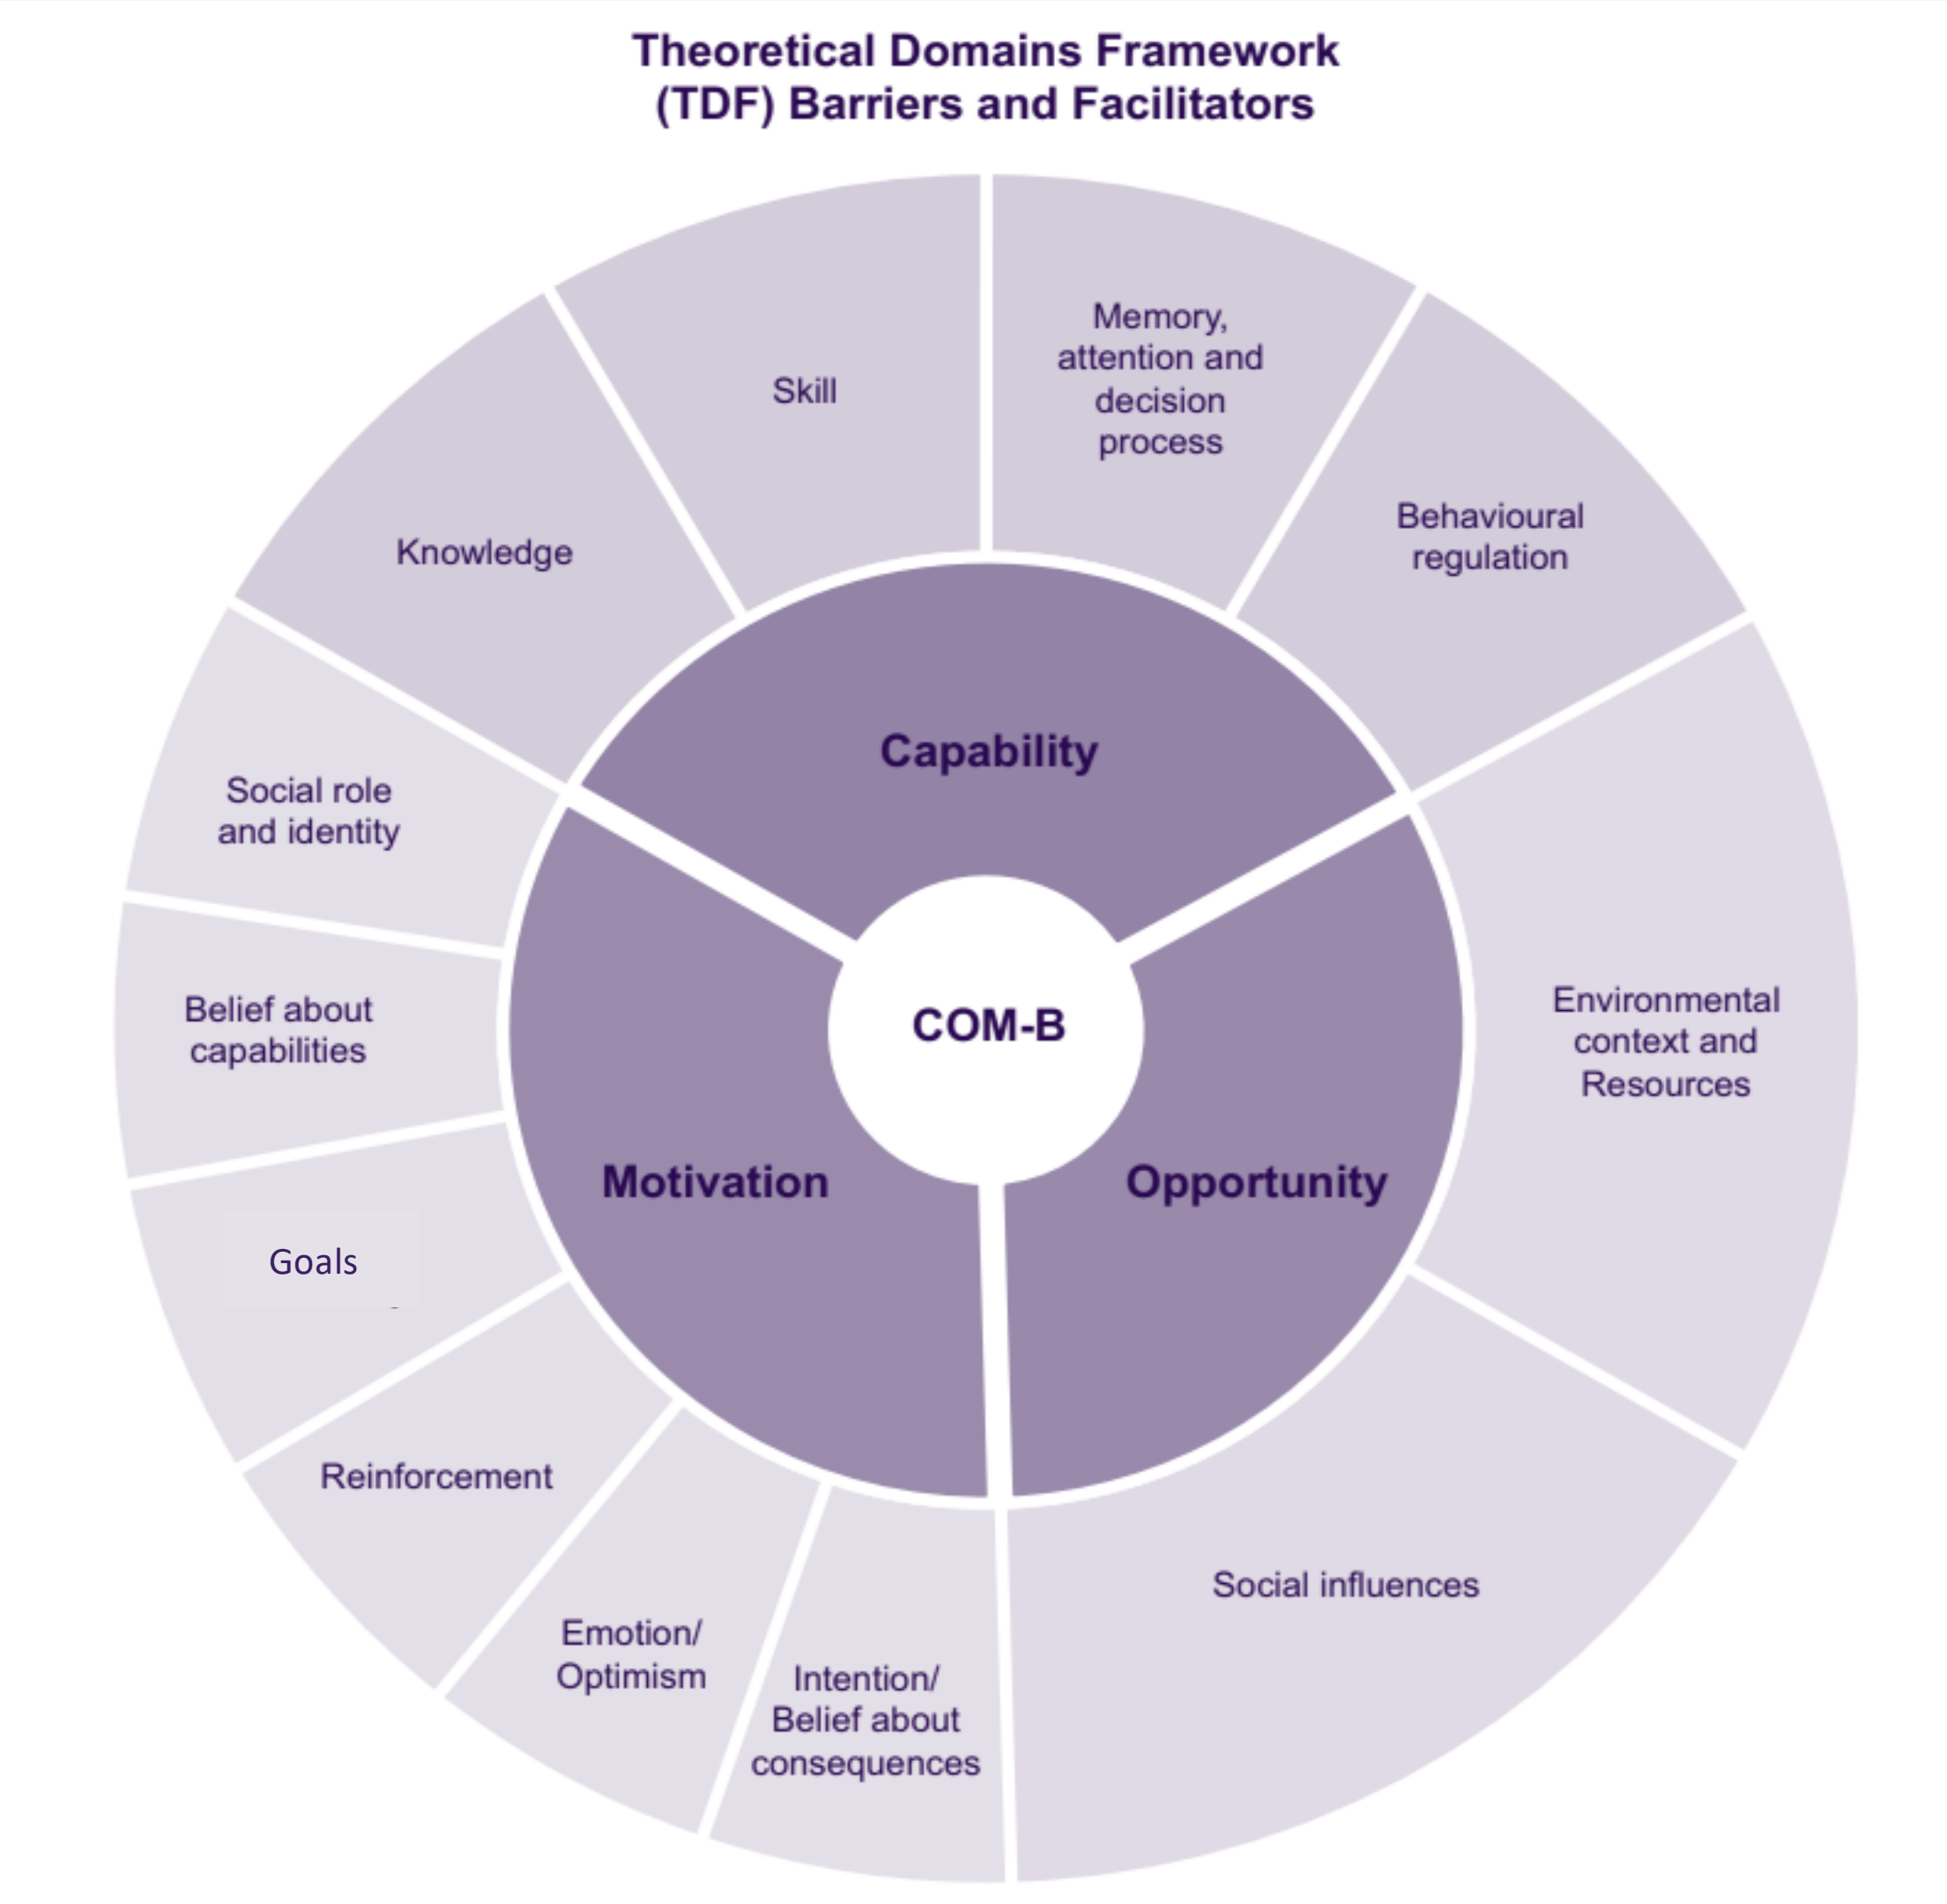 Theoretical Domains Framework
(TDF) Barriers and Facilitators
Skill
Memory,
attention and
decision
process
Behavioural
regulation
Knowledge
Capability
Social role
and identity
Belief about
capabilities
COM-B
Environmental
context and
Resources
Motivation
Opportunity
Goals
Reinforcement
Social influences
Emotion/
Optimism
Intention/
Belief about
consequences